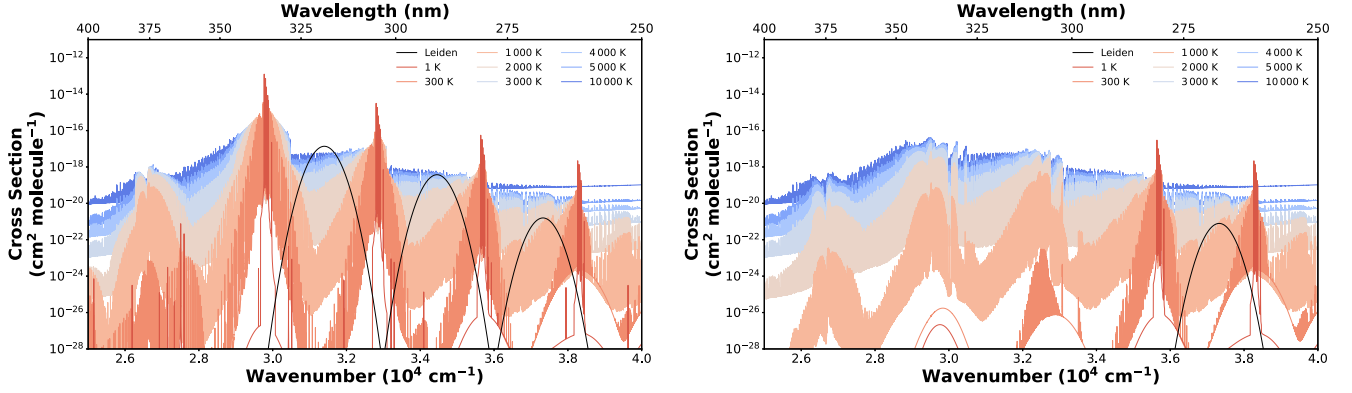 Wavelength (nm)
400 375 350 325 300 275 250
Cross Section
(cm² molecule⁻¹)
10⁻¹²
10⁻¹⁴
10⁻¹⁶
10⁻¹⁸
10⁻²⁰
10⁻²²
10⁻²⁴
10⁻²⁶
10⁻²⁸
Leiden 1 000 K 4 000 K
1 K 2 000 K 5 000 K
300 K 3 000 K 10 000 K
2.6 2.8 3.0 3.2 3.4 3.6 3.8 4.0
Wavenumber (10⁴ cm⁻¹)
Wavelength (nm)
400 375 350 325 300 275 250
Cross Section
(cm² molecule⁻¹)
10⁻¹²
10⁻¹⁴
10⁻¹⁶
10⁻¹⁸
10⁻²⁰
10⁻²²
10⁻²⁴
10⁻²⁶
10⁻²⁸
Leiden 1 000 K 4 000 K
1 K 2 000 K 5 000 K
300 K 3 000 K 10 000 K
2.6 2.8 3.0 3.2 3.4 3.6 3.8 4.0
Wavenumber (10⁴ cm⁻¹)